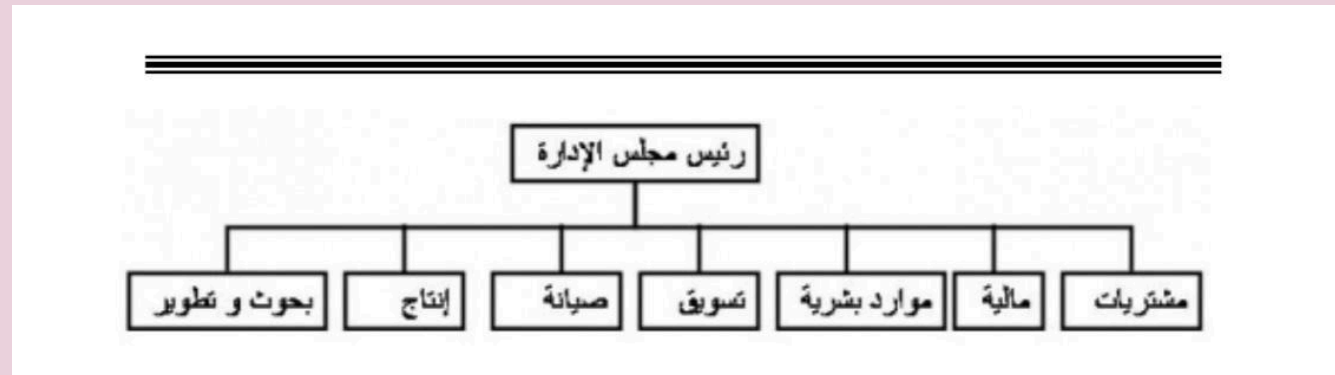 رئيس مجلس الإدارة
مشتريات
مالية
موارد بشرية
تسويق
صيانة
إنتاج
بحوث و تطوير